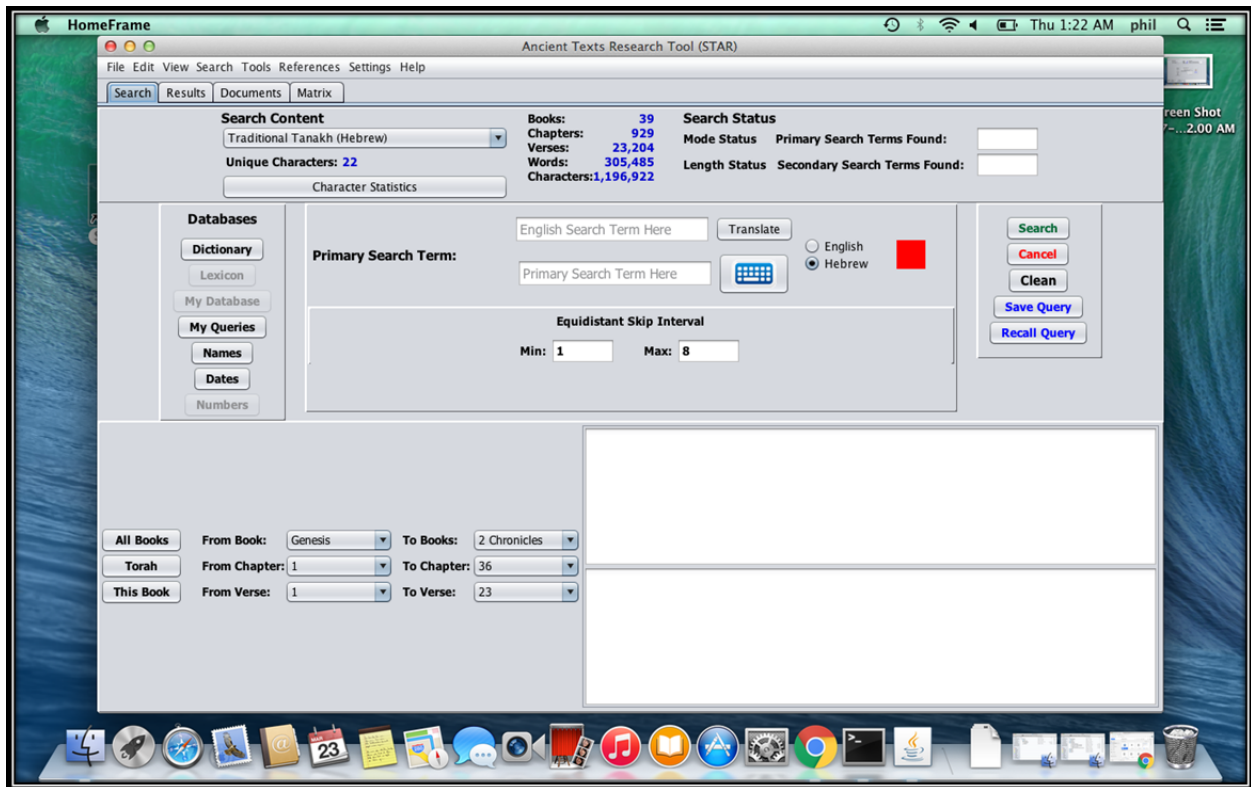 HomeFrame Thu 1:22 AM phil
Ancient Texts Research Tool (STAR)
File Edit View Search Tools References Settings Help
Search Results Documents Matrix
Search Content
Traditional Tanakh (Hebrew)
Unique Characters: 22
Character Statistics
Books: 39
Chapters: 929
Verses: 23,204
Words: 305,485
Characters:1,196,922
Search Status
Mode Status Primary Search Terms Found:
Length Status Secondary Search Terms Found:
Databases
Dictionary
Lexicon
My Database
My Queries
Names
Dates
Numbers
Primary Search Term:
English Search Term Here Translate
Primary Search Term Here
English
Hebrew
Equidistant Skip Interval
Min: 1 Max: 8
Search
Cancel
Clean
Save Query
Recall Query
All Books From Book: Genesis To Books: 2 Chronicles
Torah From Chapter: 1 To Chapter: 36
This Book From Verse: 1 To Verse: 23
reen Shot
2.00 AM
23